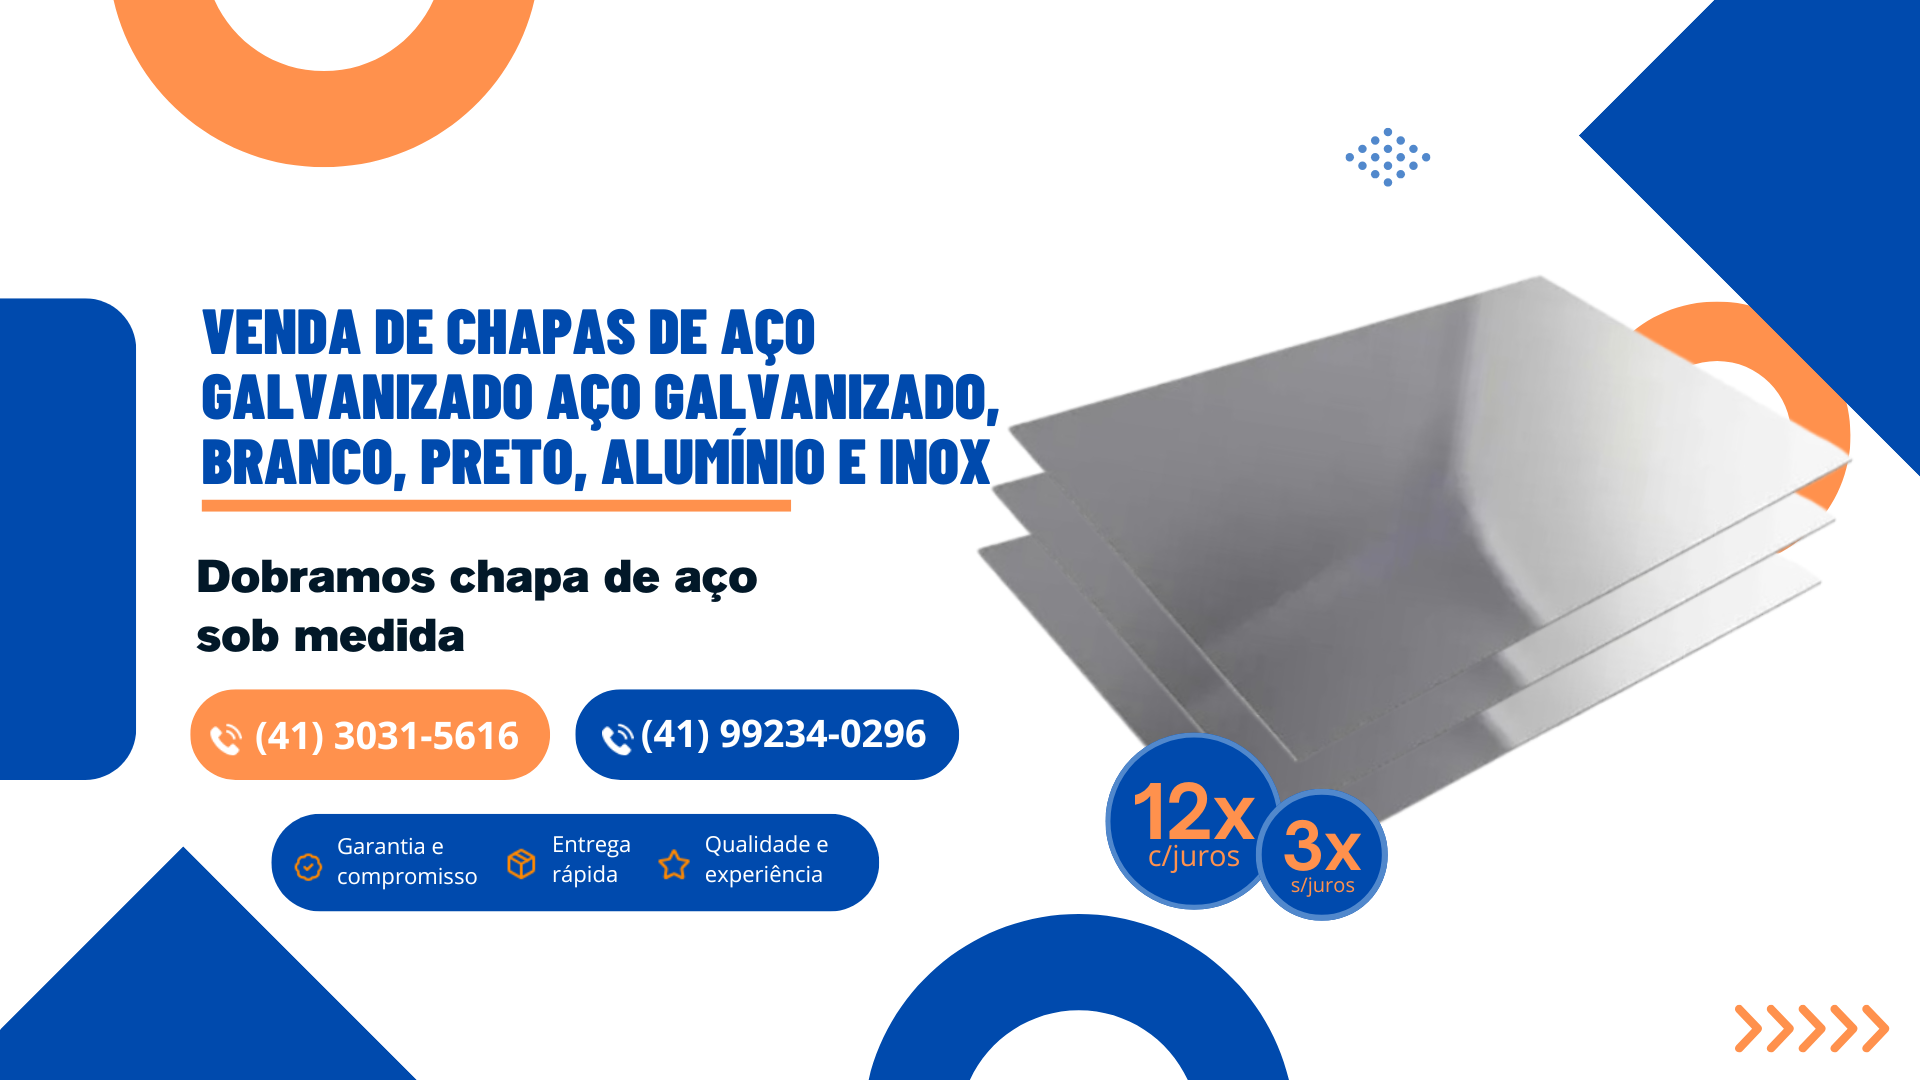 VENDA DE CHAPAS DE AÇO
GALVANIZADO AÇO GALVANIZADO,
BRANCO, PRETO, ALUMÍNIO E INOX
Dobramos chapa de aço
sob medida
(41) 3031-5616
(41) 99234-0296
Garantia e
compromisso
Entrega
rápida
Qualidade e
experiência
12x
c/juros
3x
s/juros